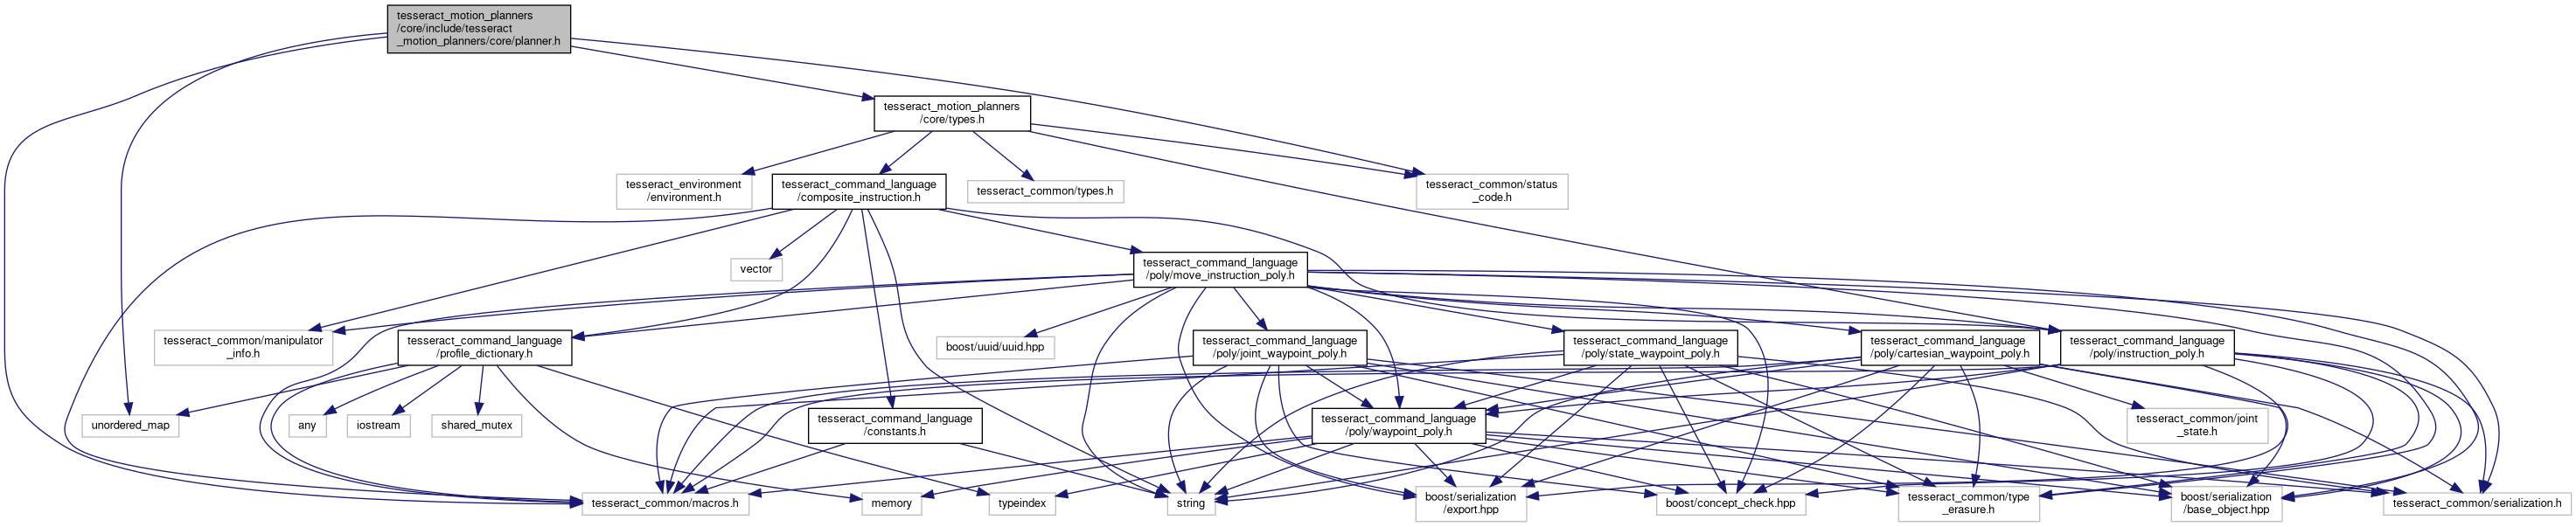 tesseract_motion_planners
/core/include/tesseract
_motion_planners/core/planner.h
tesseract_motion_planners
/core/types.h
tesseract_environment
/environment.h
tesseract_command_language
/composite_instruction.h
tesseract_common/types.h
tesseract_common/status
_code.h
vector
tesseract_command_language
/poly/move_instruction_poly.h
tesseract_common/manipulator
_info.h
tesseract_command_language
/profile_dictionary.h
boost/uuid/uuid.hpp
tesseract_command_language
/poly/joint_waypoint_poly.h
tesseract_command_language
/poly/state_waypoint_poly.h
tesseract_command_language
/poly/cartesian_waypoint_poly.h
tesseract_command_language
/poly/instruction_poly.h
unordered_map
any
iostream
shared_mutex
tesseract_command_language
/constants.h
tesseract_command_language
/poly/waypoint_poly.h
tesseract_common/joint
_state.h
tesseract_common/macros.h
memory
typeindex
string
boost/serialization
/export.hpp
boost/concept_check.hpp
tesseract_common/type
_erasure.h
boost/serialization
/base_object.hpp
tesseract_common/serialization.h